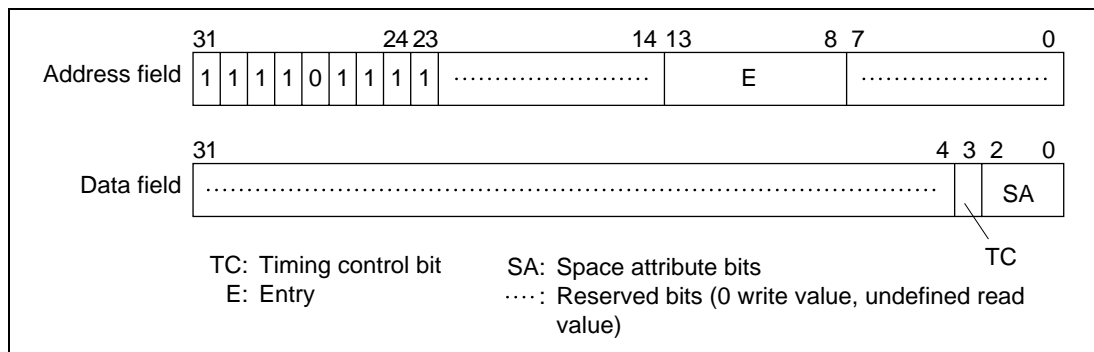 31 24 23 14 13 8 7 0
Address field 1 1 1 1 0 1 1 1 1 ........................ E ........................
31 4 3 2 0
Data field ................................................................................ SA
TC
TC: Timing control bit SA: Space attribute bits
E: Entry ····: Reserved bits (0 write value, undefined read
value)